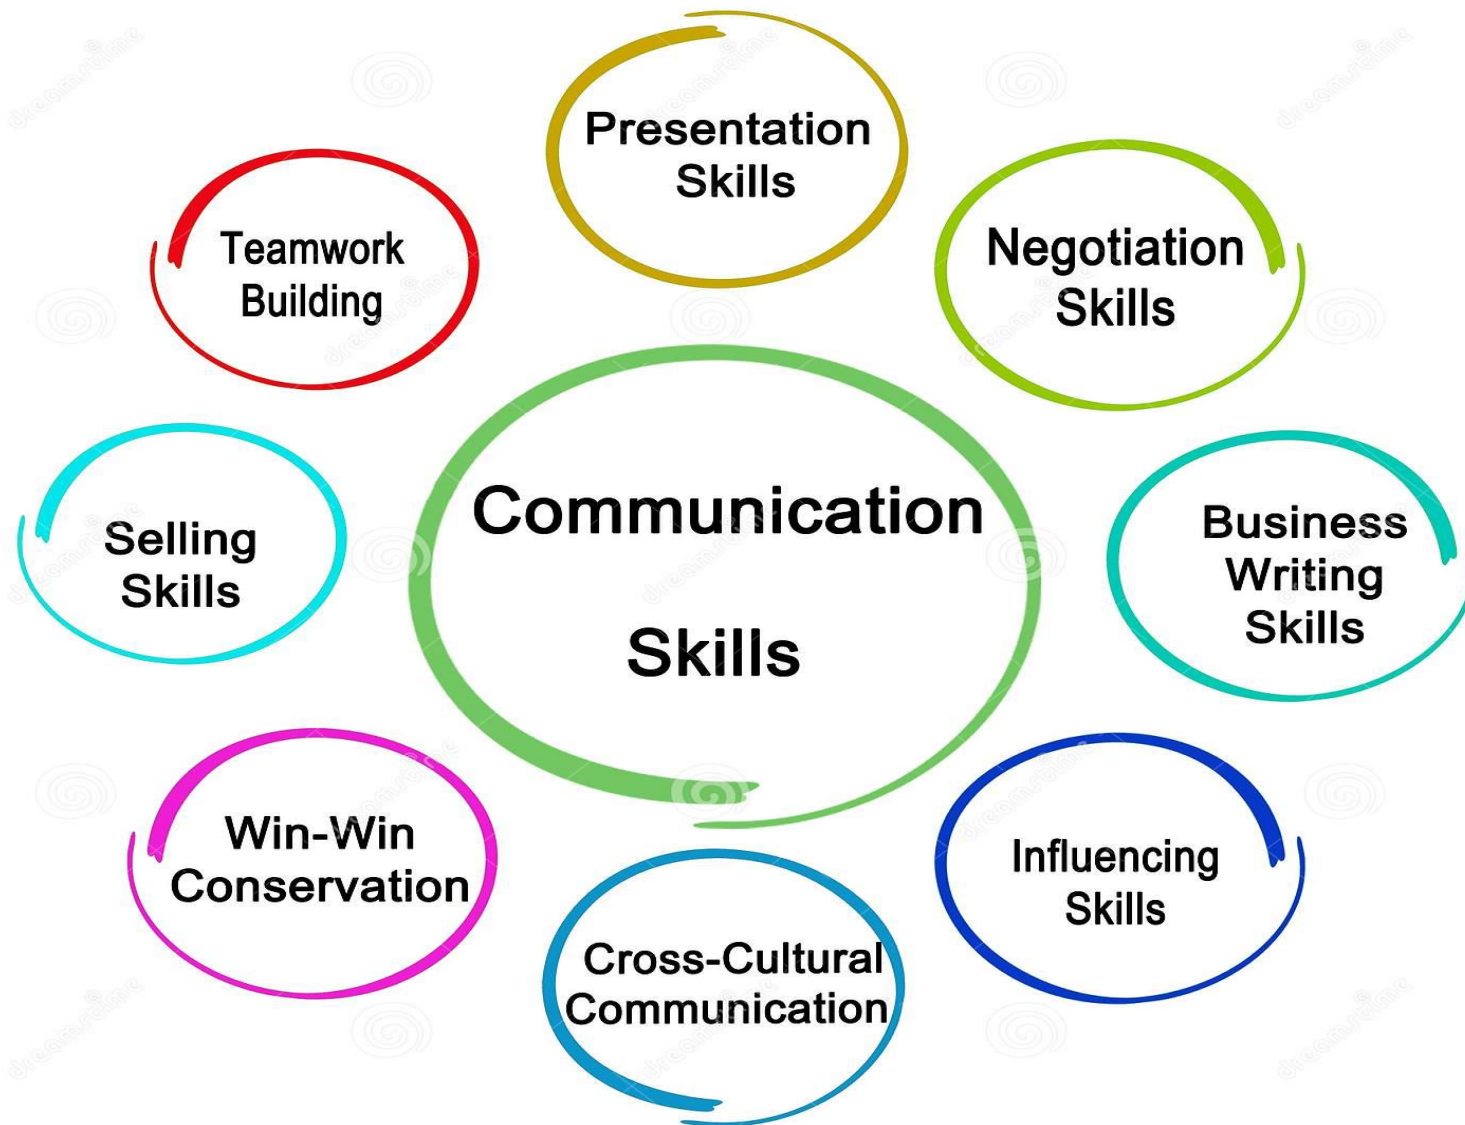 Presentation
Skills
Negotiation
Skills
Business
Writing
Skills
Influencing
Skills
Cross-Cultural
Communication
Win-Win
Conservation
Selling
Skills
Teamwork
Building
Communication
Skills